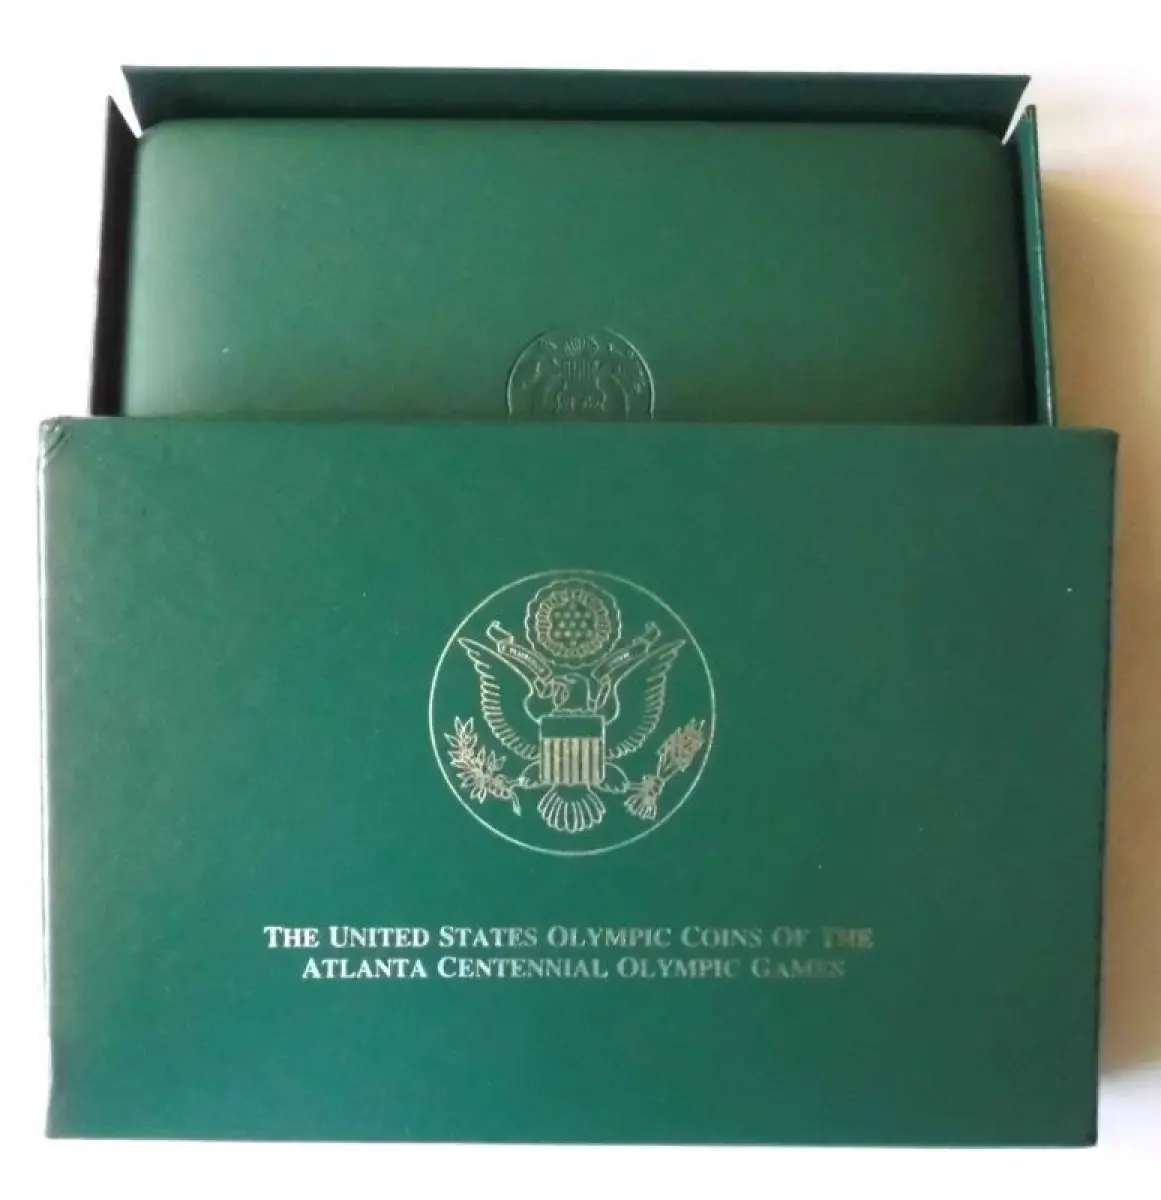 THE UNITED STATES OLYMPIC COINS OF THE
ATLANTA CENTENNIAL OLYMPIC GAMES